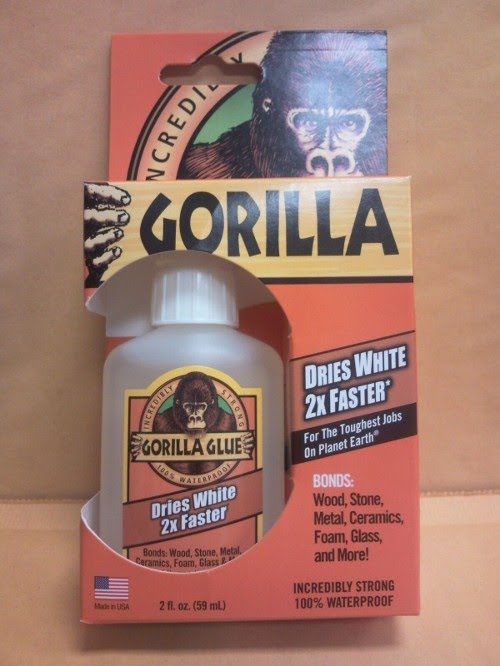 INCREDIBLY
GORILLA
DRIES WHITE
2X FASTER*
For The Toughest Jobs
On Planet Earth®
BONDS:
Wood, Stone,
Metal, Ceramics,
Foam, Glass,
and More!
INCREDIBLY STRONG
100% WATERPROOF
INCREDIBLY STRONG
GORILLA GLUE
100% WATERPROOF
Dries White
2x Faster
Bonds: Wood, Stone, Metal,
Ceramics, Foam, Glass &
Made in USA
2 fl. oz. (59 mL)